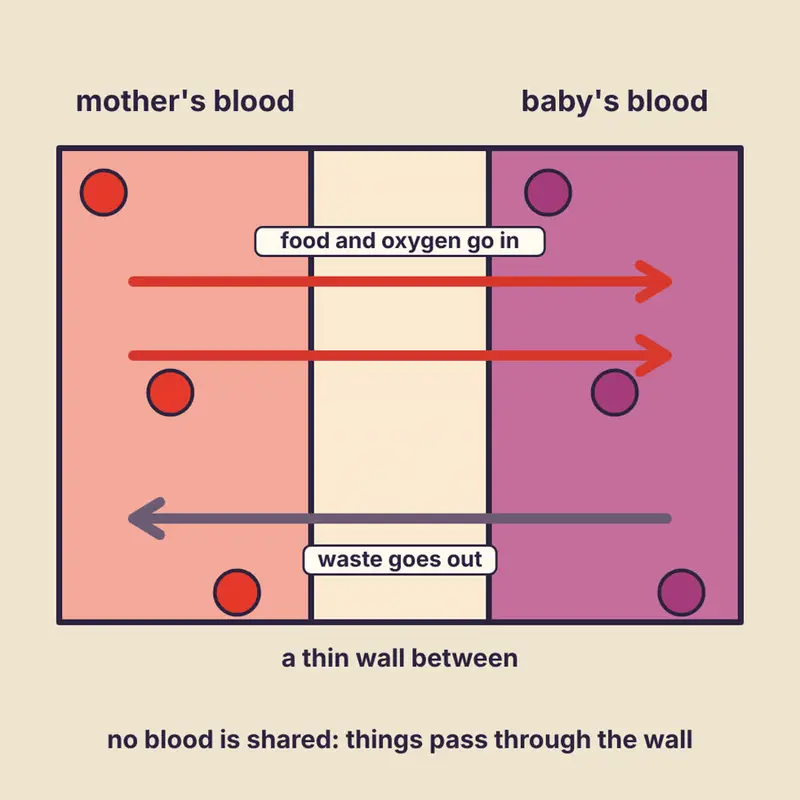 mother's blood
baby's blood
food and oxygen go in
waste goes out
a thin wall between
no blood is shared: things pass through the wall